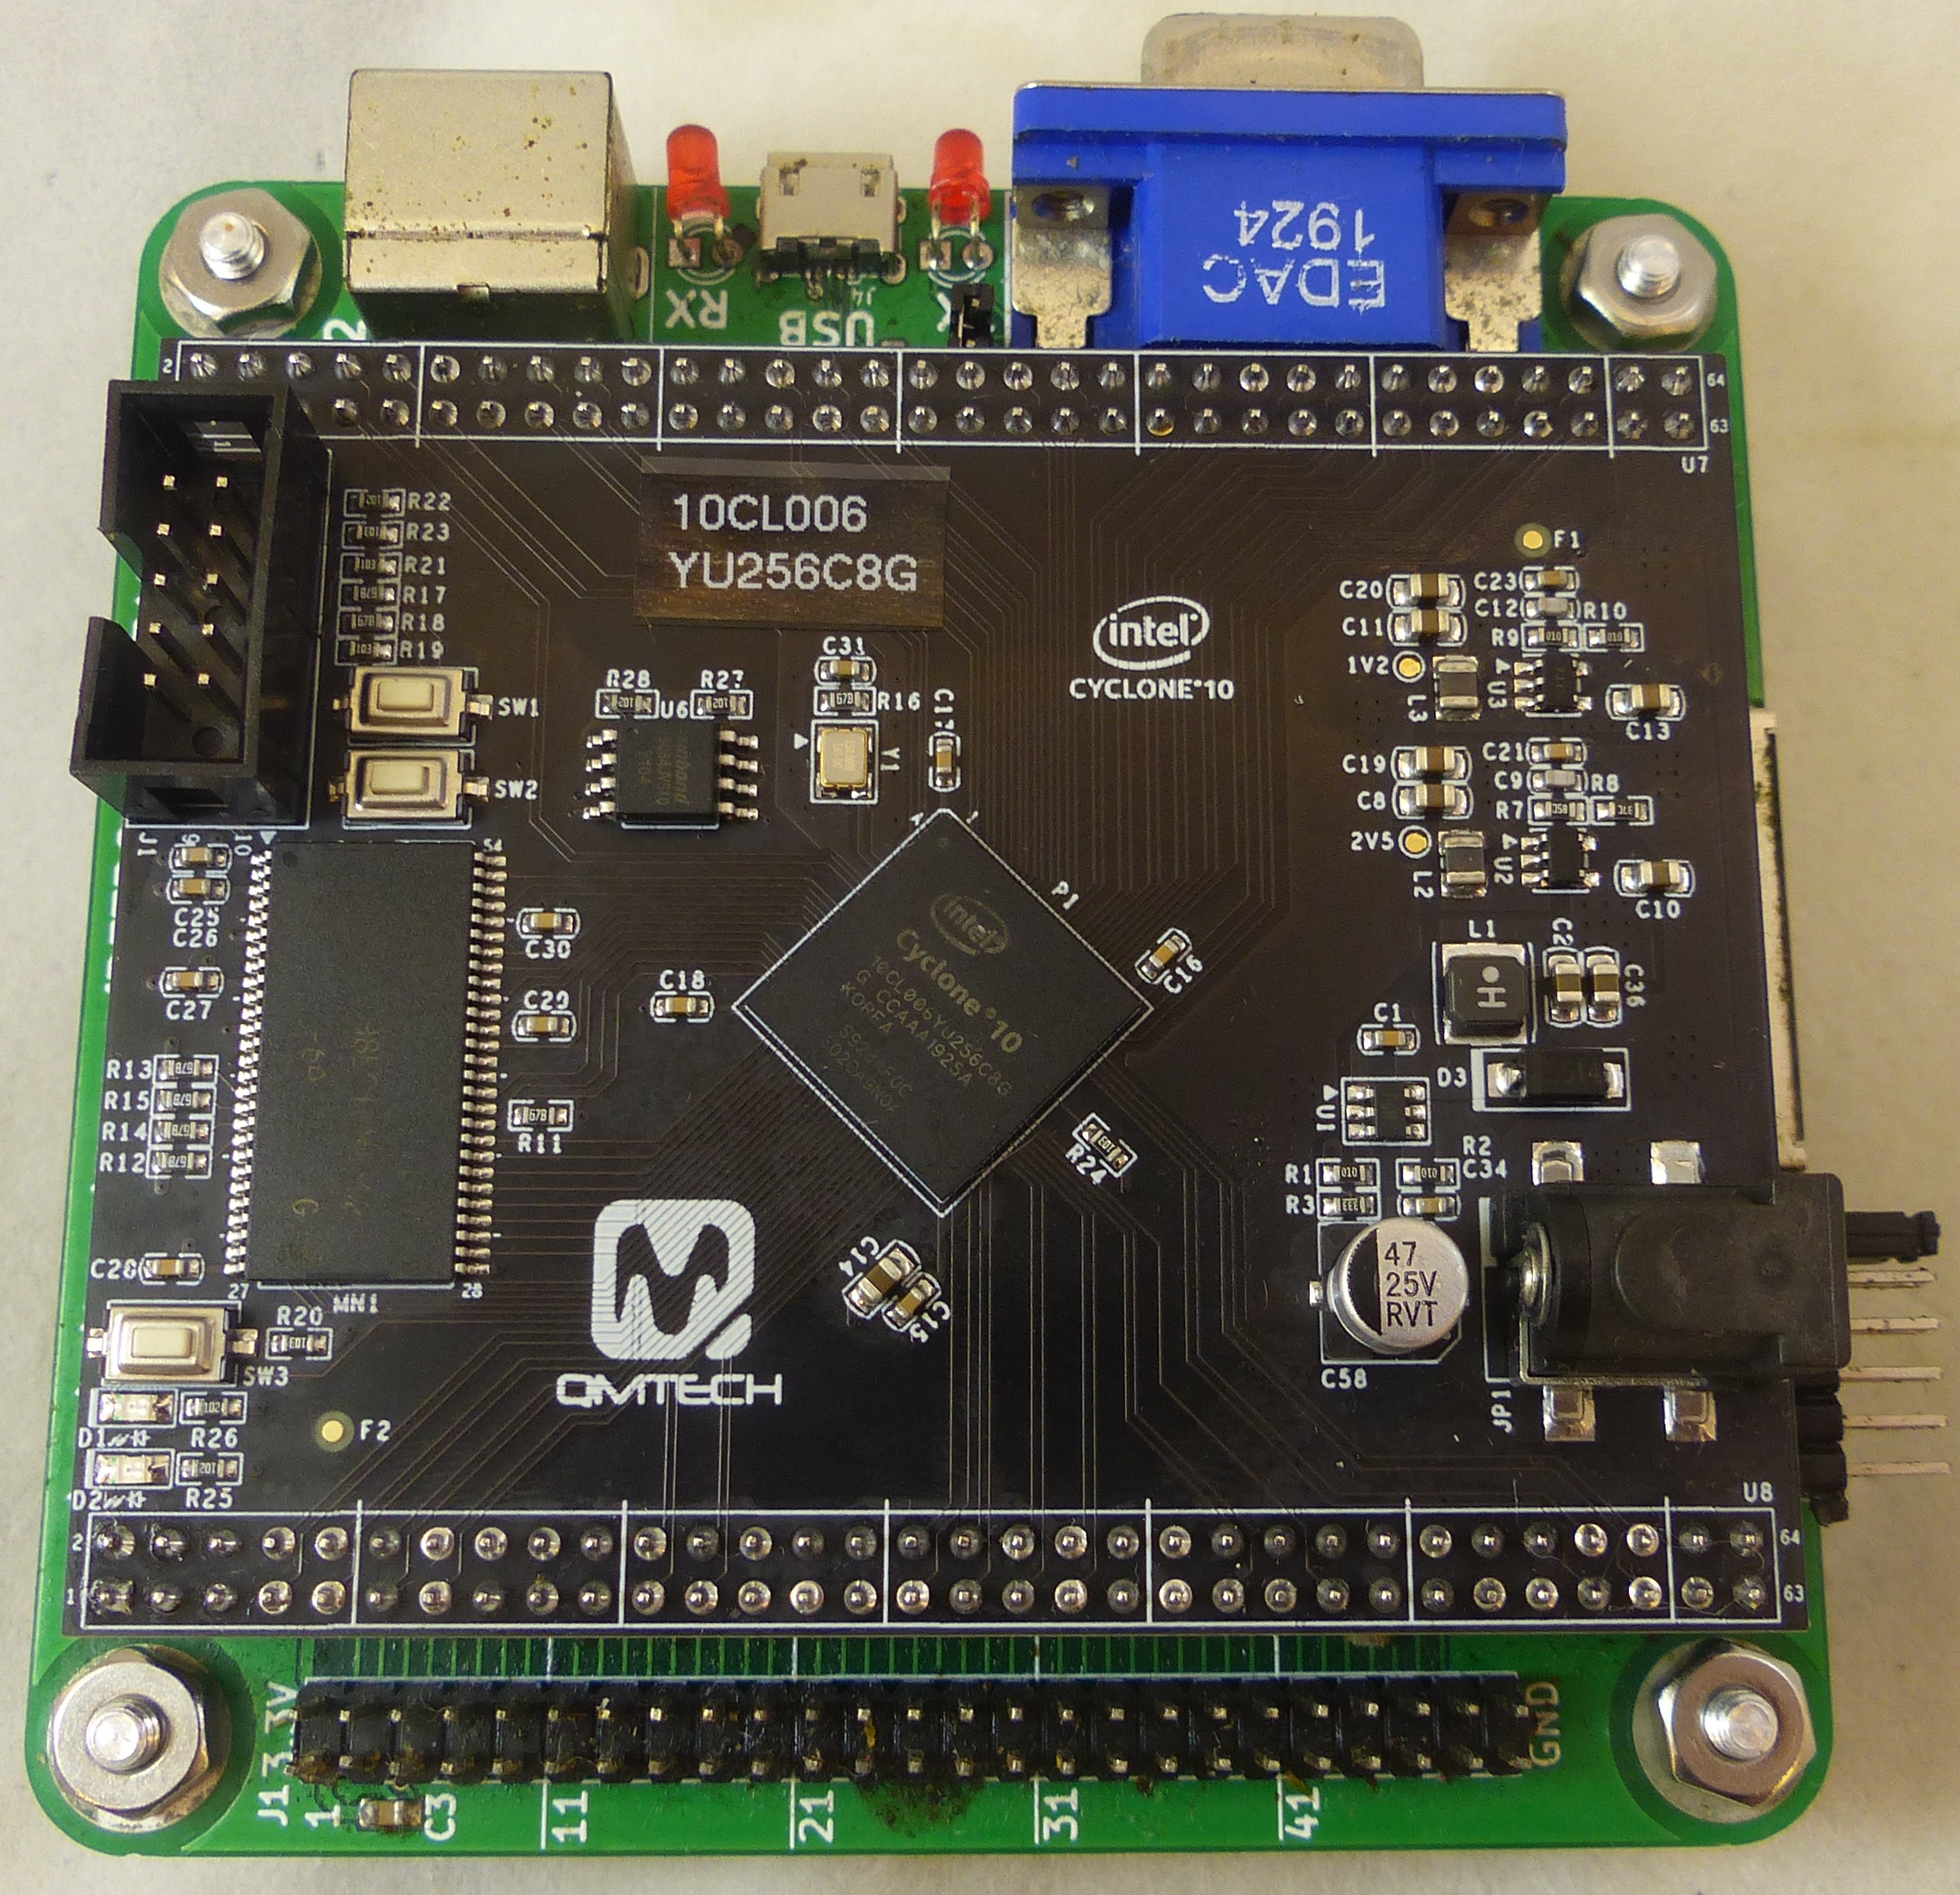 EDAC
1924
RX
USB
J4
2
2
64
63
U7
10CL006
YU256C8G
intel
CYCLONE 10
R22
R23
R21
R17
R18
R19
SW1
SW2
R28
U6
R27
C31
R16
C17
Y1
F1
C20
C23
C12
R10
C11
R9
1V2
L3
U3
C13
C19
C21
C9
R8
C8
R7
2V5
L2
U2
C10
winbond
J1
9
10
54
C25
C26
C30
C27
C29
C18
A
1
P1
intel
Cyclone 10
10CL006YU256C8G
G CCAAA1925A
KOREA
C16
L1
H
C2
C36
C1
D3
U1
R13
R15
R14
R12
R11
R24
R2
R1
C34
R3
C28
27
28
MN1
R20
SW3
C14
C15
47
25V
RVT
C58
JP1
QMTECH
D1
R26
F2
D2
R25
U8
2
64
1
63
J1
3.3V
GND
1
C3
11
21
31
41